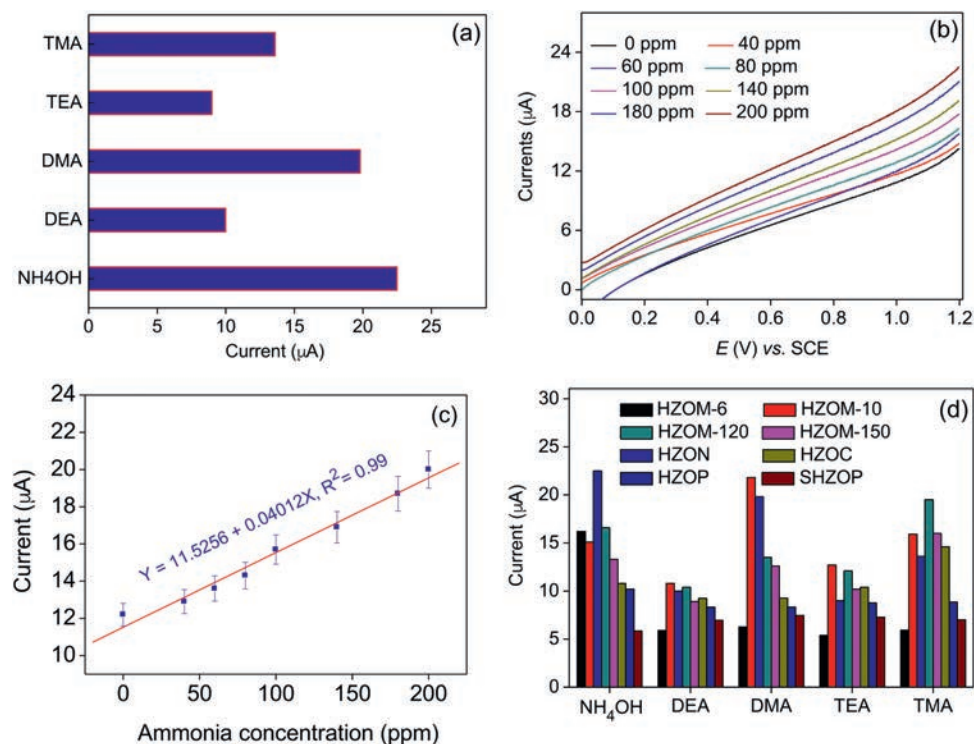 (a)
TMA
TEA
DMA
DEA
NH4OH
0 5 10 15 20 25
Current (μA)
(b)
0 ppm 40 ppm
60 ppm 80 ppm
100 ppm 140 ppm
180 ppm 200 ppm
24
18
12
6
0
Currents (μA)
0.0 0.2 0.4 0.6 0.8 1.0 1.2
E (V) vs. SCE
(c)
24
22
20
18
16
14
12
10
Current (μA)
Y = 11.5256 + 0.04012X, R²= 0.99
0 50 100 150 200
Ammonia concentration (ppm)
(d)
HZOM-6 HZOM-10
HZOM-120 HZOM-150
HZON HZOC
HZOP SHZOP
30
25
20
15
10
5
0
Current (μA)
NH₄OH DEA DMA TEA TMA